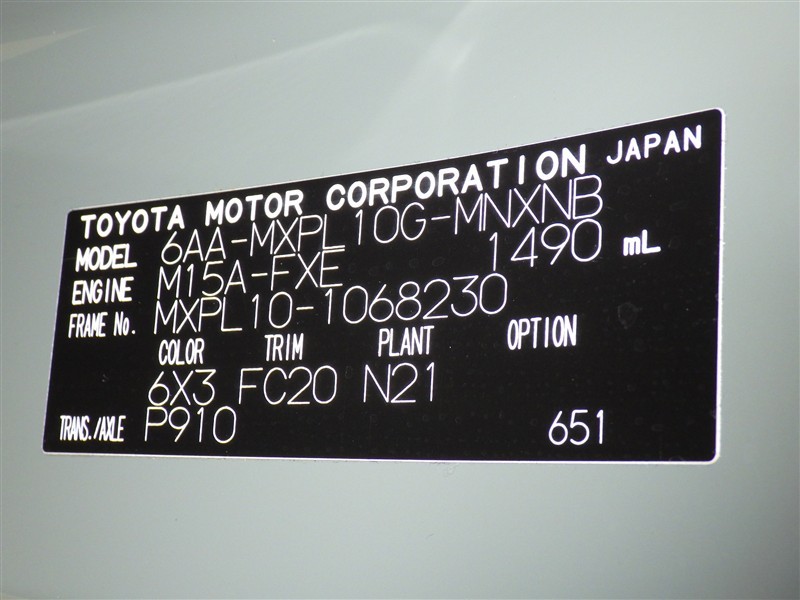 TOYOTA MOTOR CORPORATION JAPAN
MODEL 6AA-MXPL10G-MNXNB
ENGINE M15A-FXE 1490 mL
FRAME No. MXPL10-1068230
COLOR TRIM PLANT OPTION
6X3 FC20 N21
TRANS./AXLE P910 651